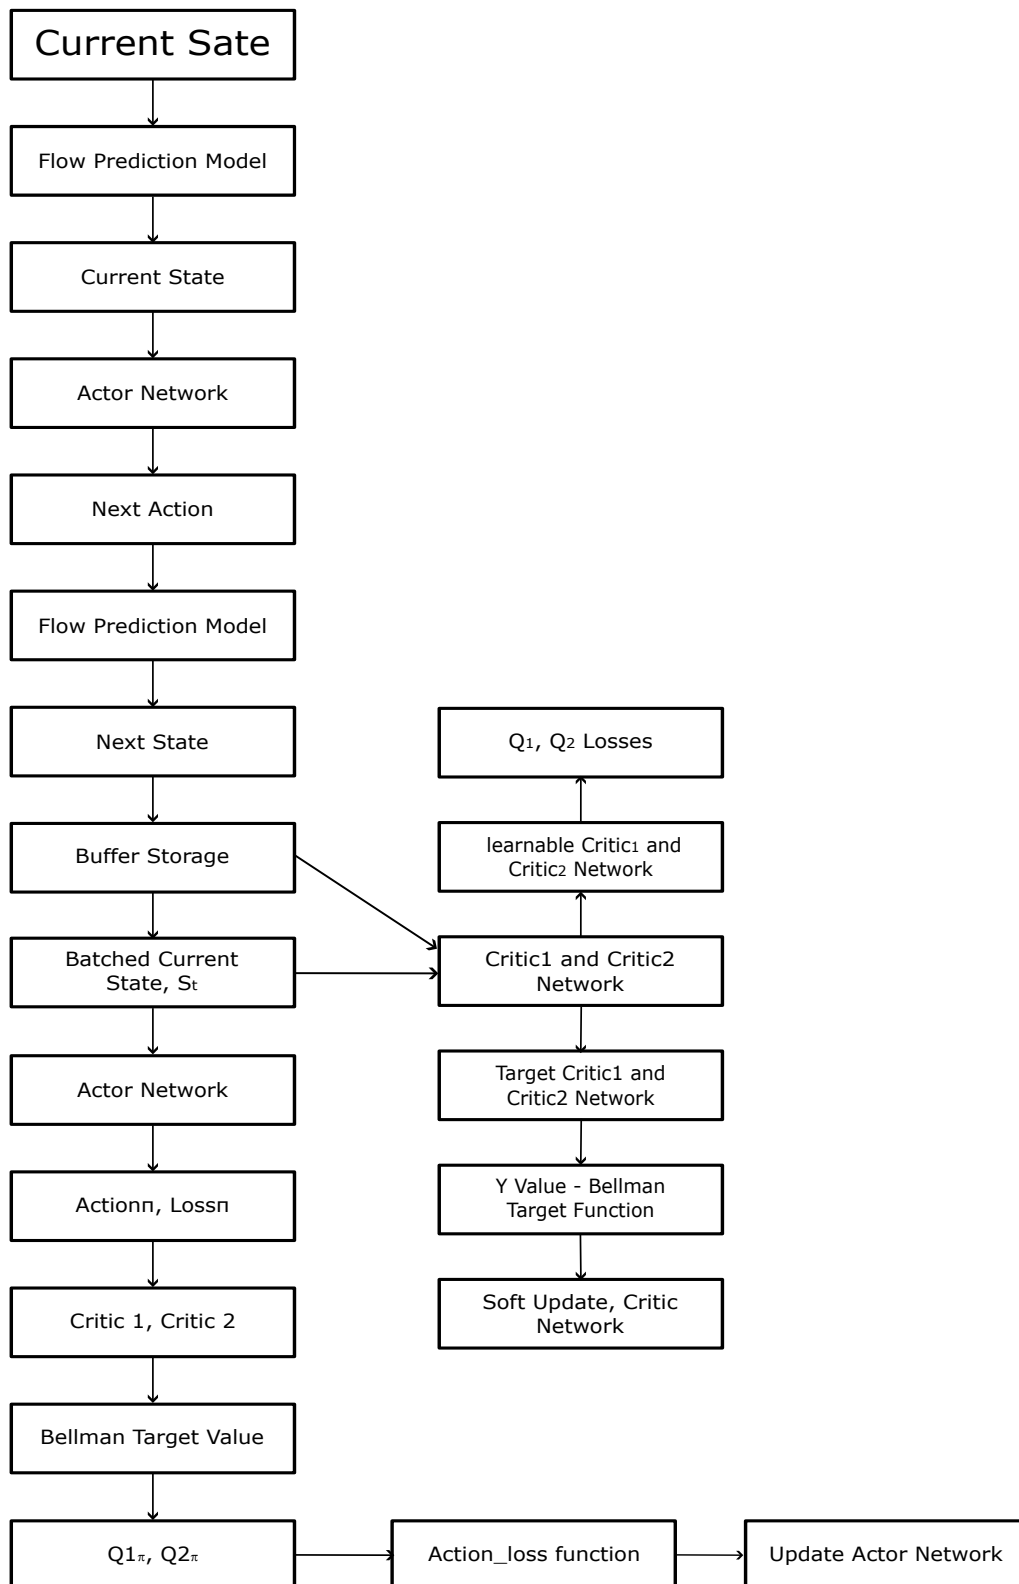 Current Sate
Flow Prediction Model
Current State
Actor Network
Next Action
Flow Prediction Model
Next State
Buffer Storage
Batched Current
State, St
Actor Network
Actionπ, Lossπ
Critic 1, Critic 2
Bellman Target Value
Q1π, Q2π
Action_loss function
Update Actor Network
Q1, Q2 Losses
learnable Critic1 and
Critic2 Network
Critic1 and Critic2
Network
Target Critic1 and
Critic2 Network
Y Value - Bellman
Target Function
Soft Update, Critic
Network